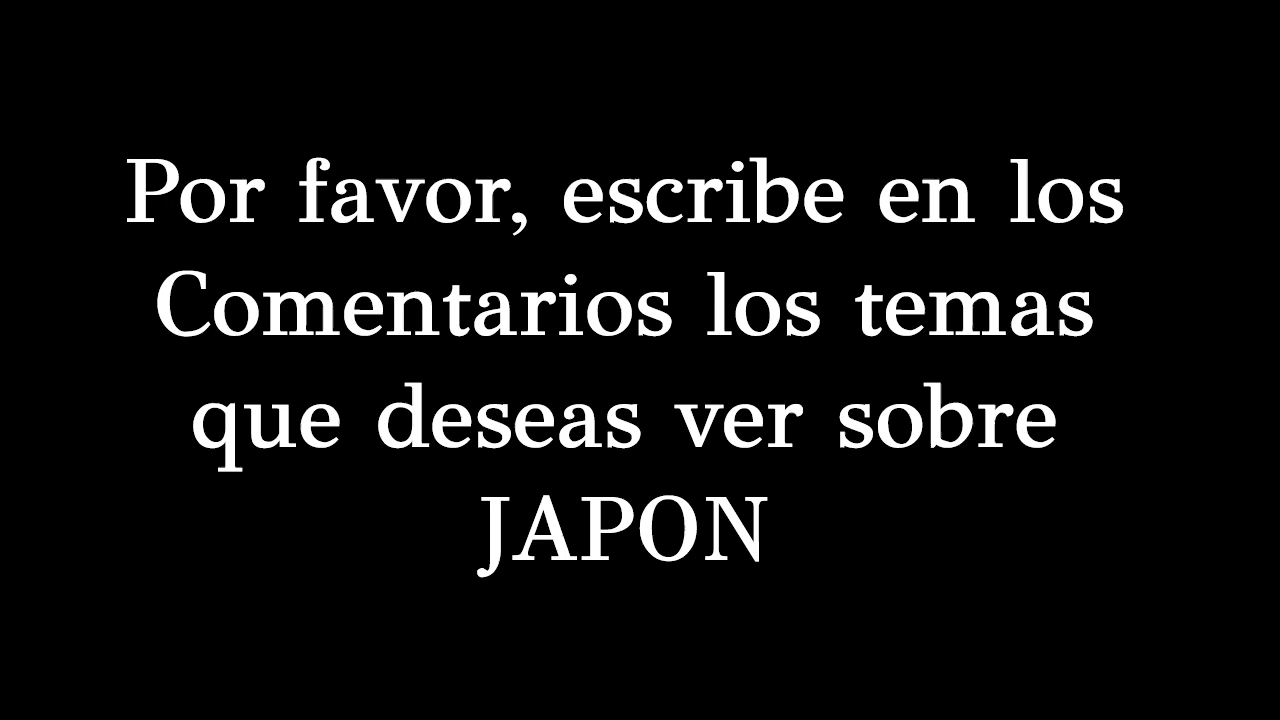 Por favor, escribe en los
Comentarios los temas
que deseas ver sobre
JAPON